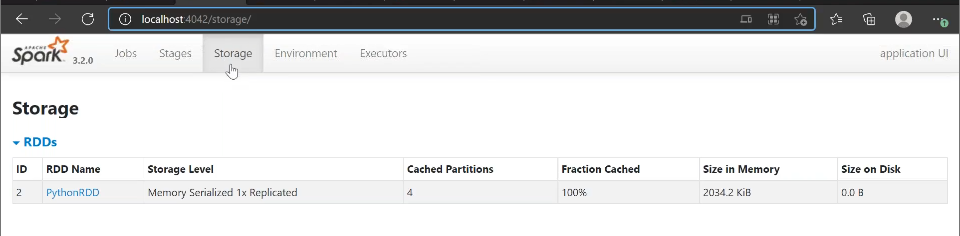 localhost:4042/storage/
APACHE
Spark 3.2.0 Jobs Stages Storage Environment Executors application UI
Storage
RDDs
ID RDD Name Storage Level Cached Partitions Fraction Cached Size in Memory Size on Disk
2 PythonRDD Memory Serialized 1x Replicated 4 100% 2034.2 KiB 0.0 B